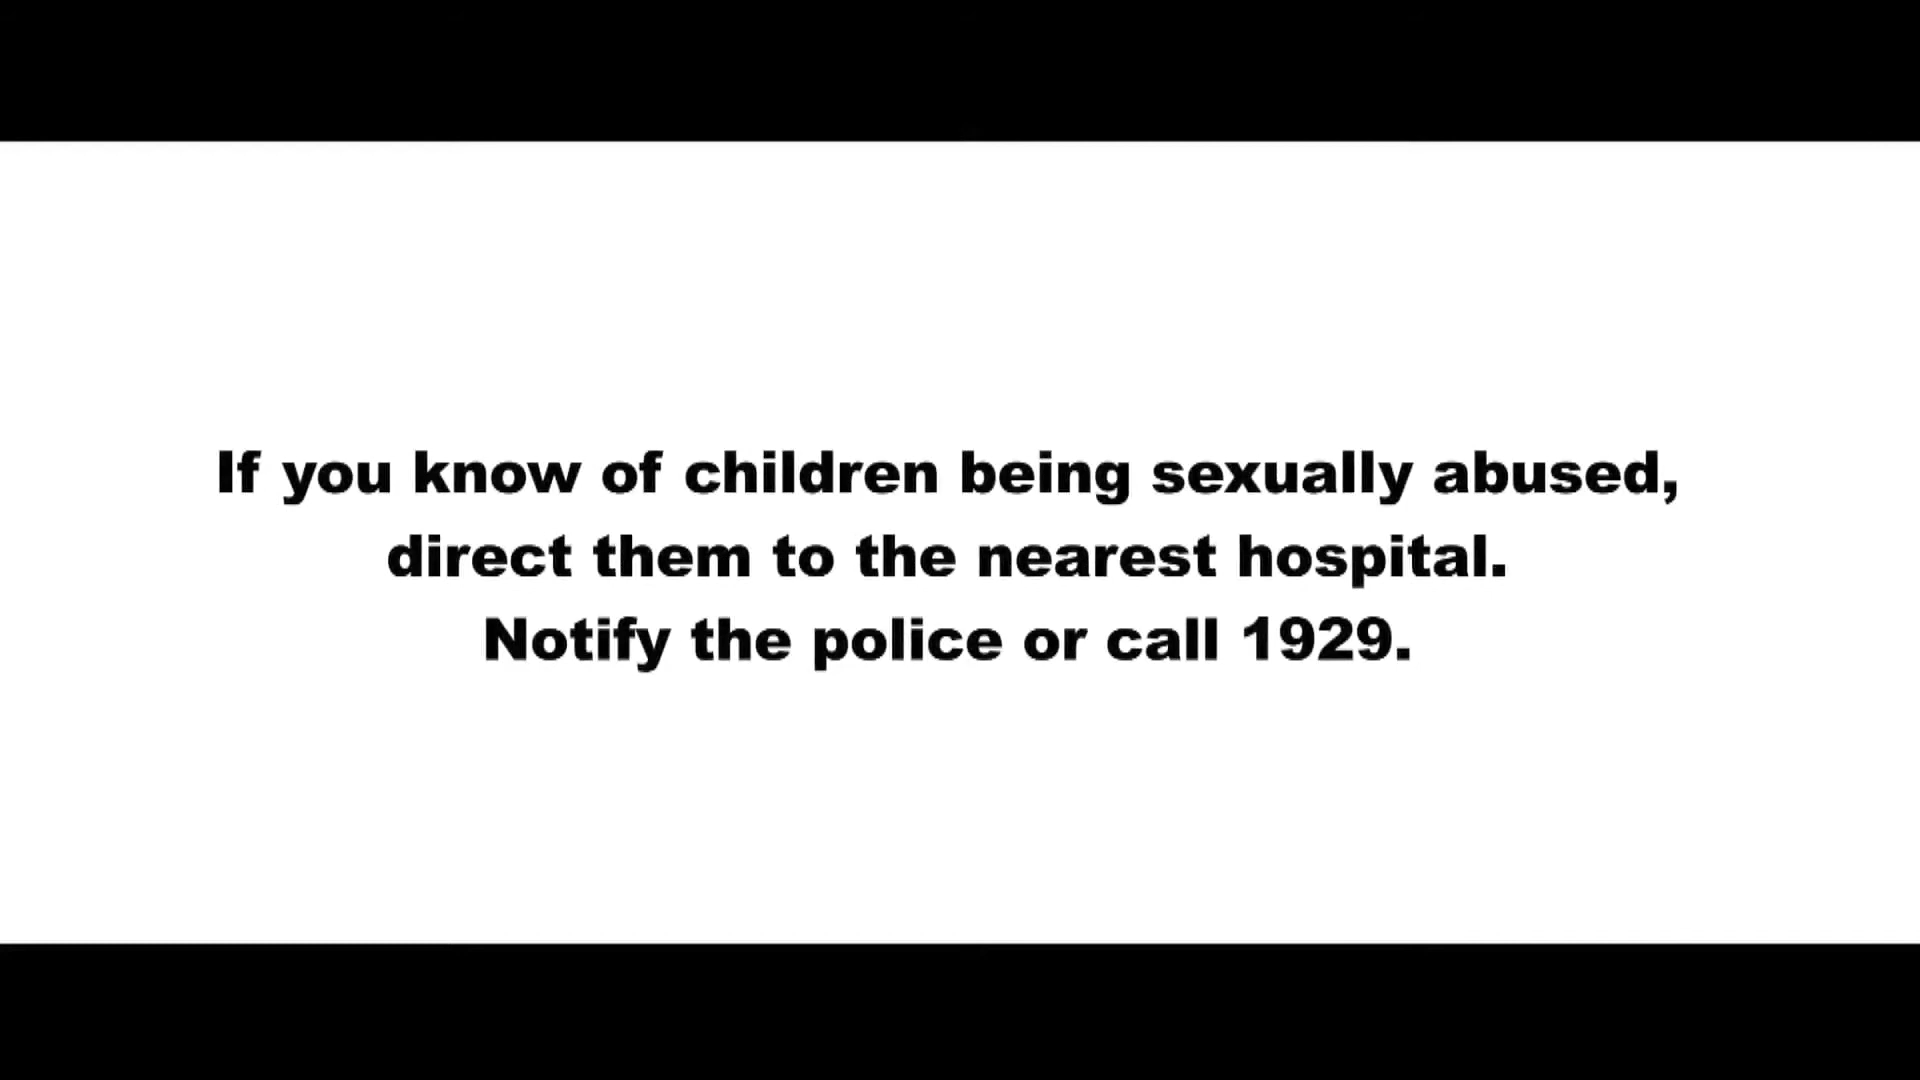 If you know of children being sexually abused,
direct them to the nearest hospital.
Notify the police or call 1929.